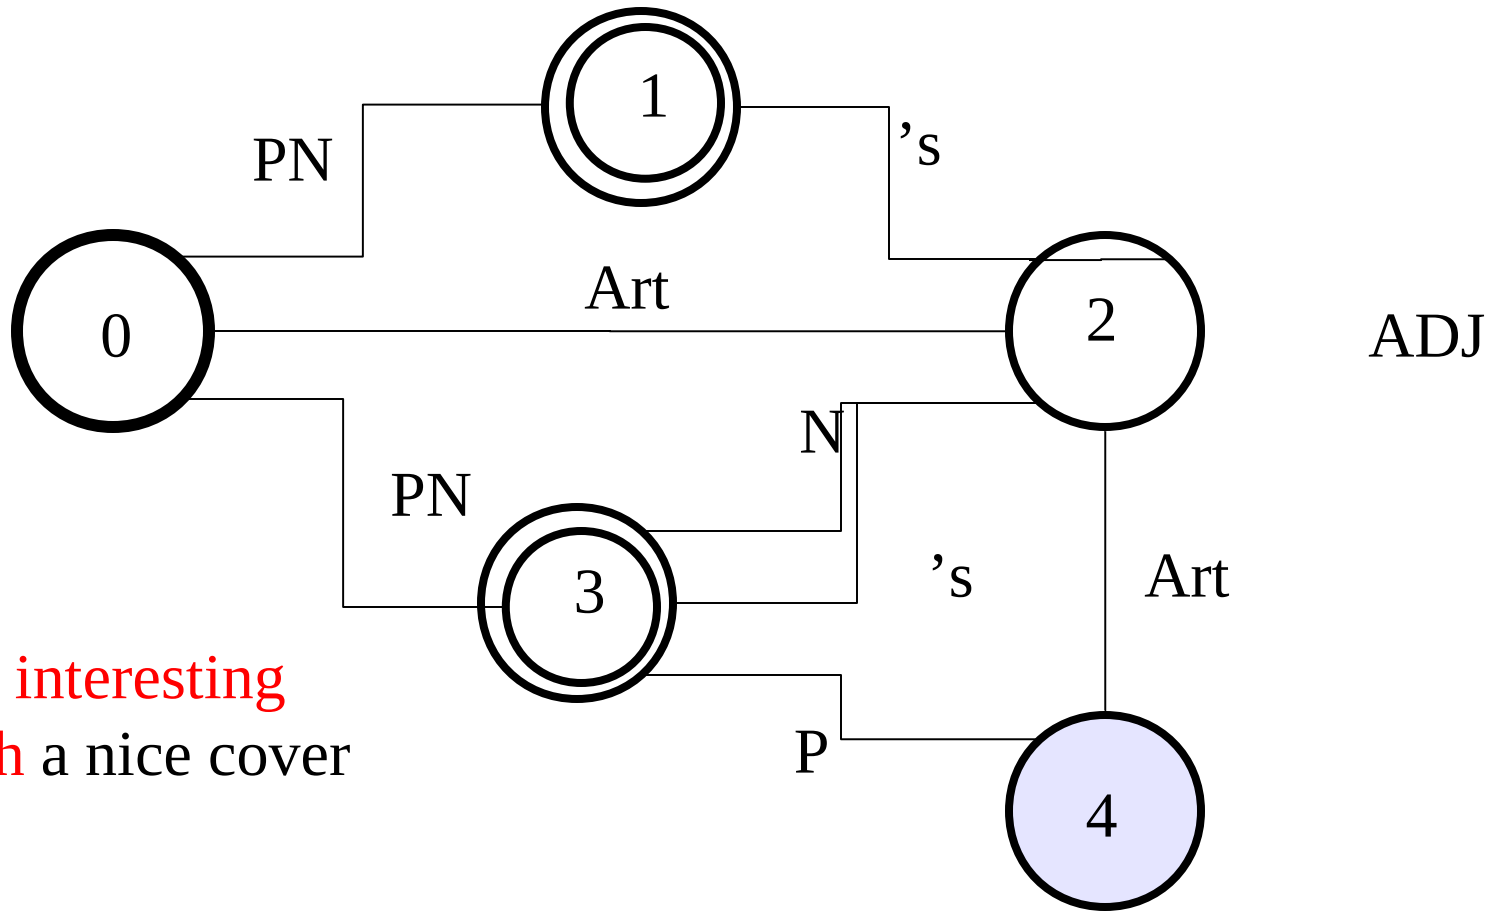 1
’s
PN
Art
0
2
ADJ
N
PN
’s
Art
3
interesting
h a nice cover
P
4